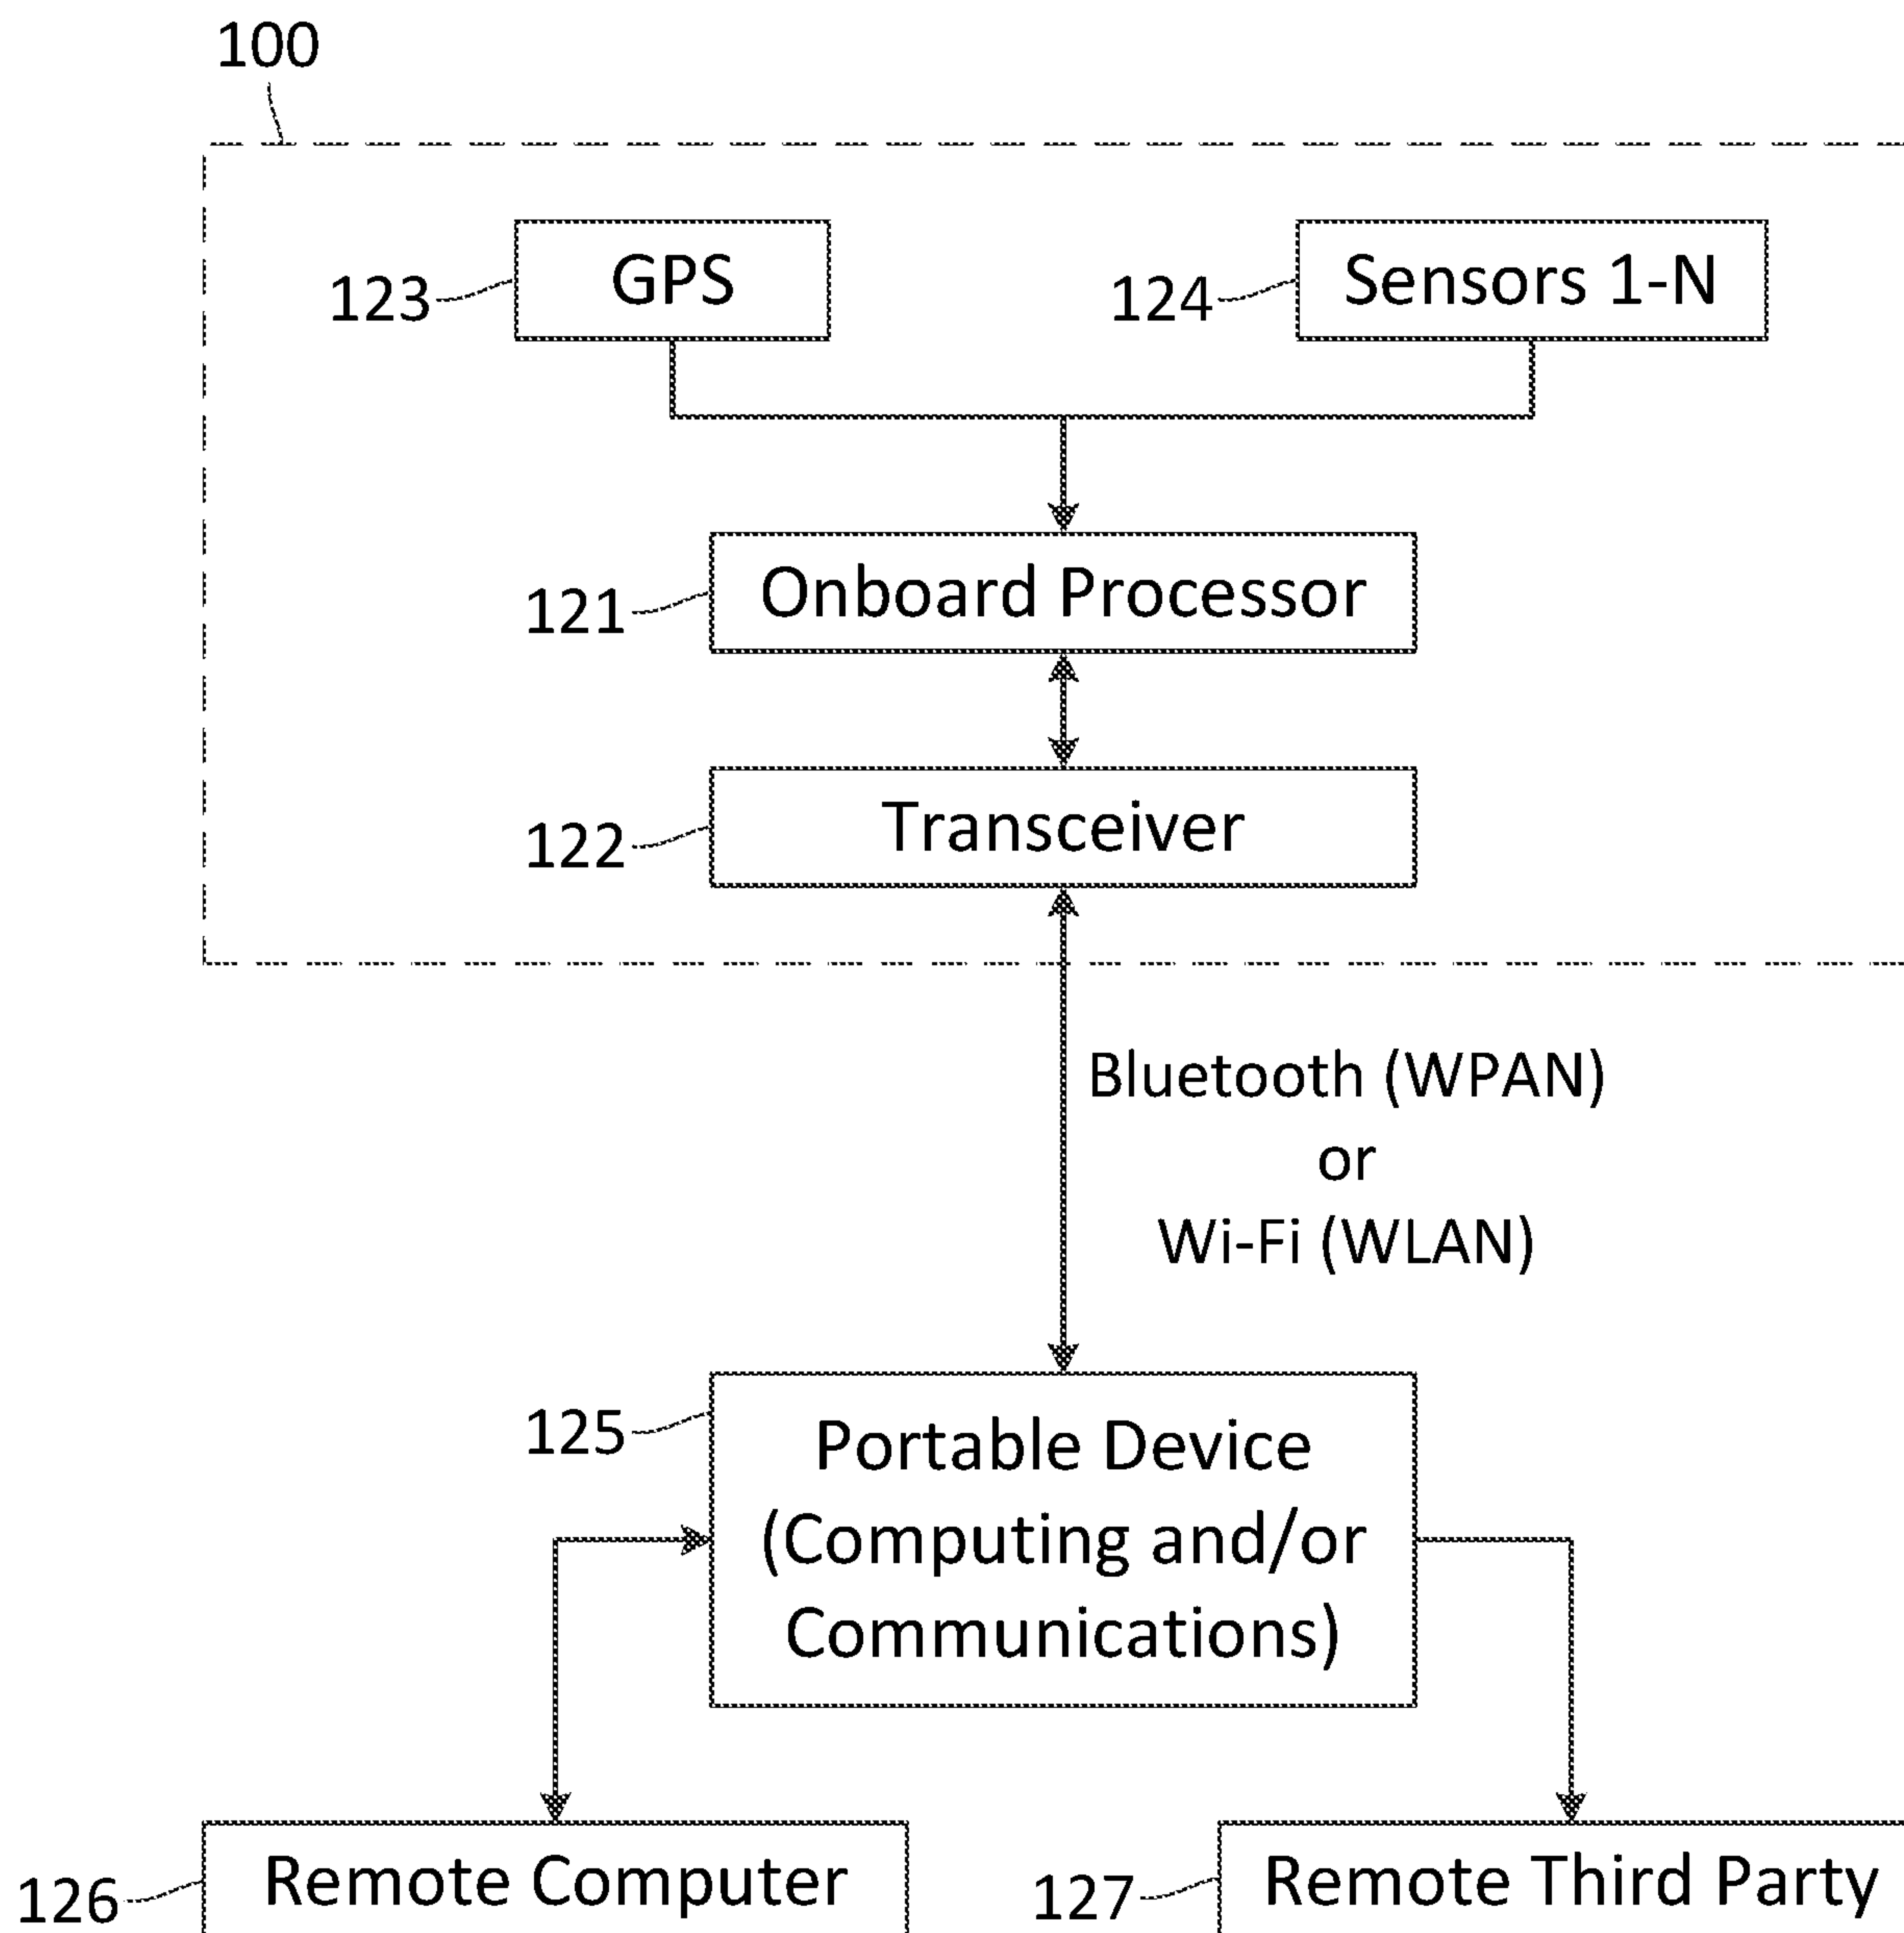 100
GPS
123
Sensors 1-N
124
Onboard Processor
121
Transceiver
122
Bluetooth (WPAN)
or
Wi-Fi (WLAN)
125
Portable Device
(Computing and/or
Communications)
Remote Computer
126
Remote Third Party
127